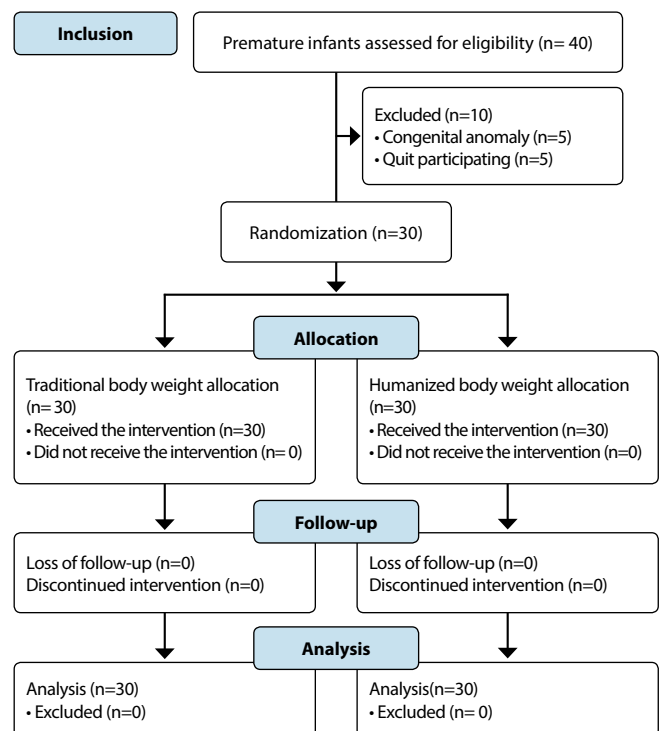 Inclusion
Premature infants assessed for eligibility (n= 40)
Excluded (n=10)
• Congenital anomaly (n=5)
• Quit participating (n=5)
Randomization (n=30)
Allocation
Traditional body weight allocation
(n= 30)
• Received the intervention (n=30)
• Did not receive the intervention (n= 0)
Humanized body weight allocation
(n=30)
• Received the intervention (n=30)
• Did not receive the intervention (n=0)
Follow-up
Loss of follow-up (n=0)
Discontinued intervention (n=0)
Loss of follow-up (n=0)
Discontinued intervention (n=0)
Analysis
Analysis (n=30)
• Excluded (n=0)
Analysis(n=30)
• Excluded (n= 0)